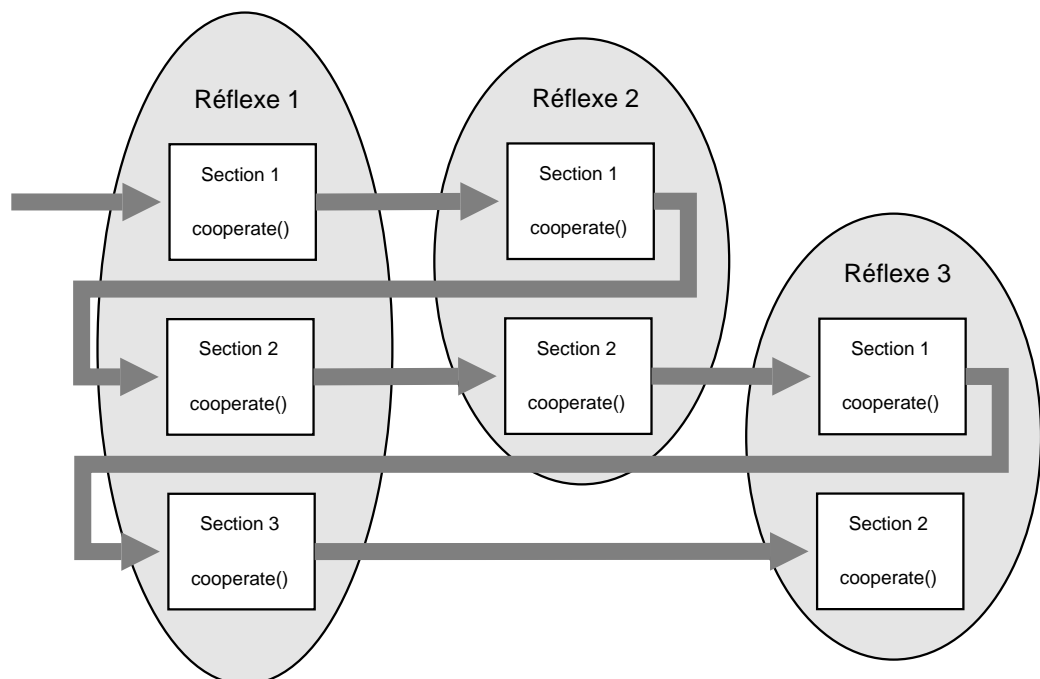 Réflexe 1
Section 1
cooperate()
Section 2
cooperate()
Section 3
cooperate()
Réflexe 2
Section 1
cooperate()
Section 2
cooperate()
Réflexe 3
Section 1
cooperate()
Section 2
cooperate()